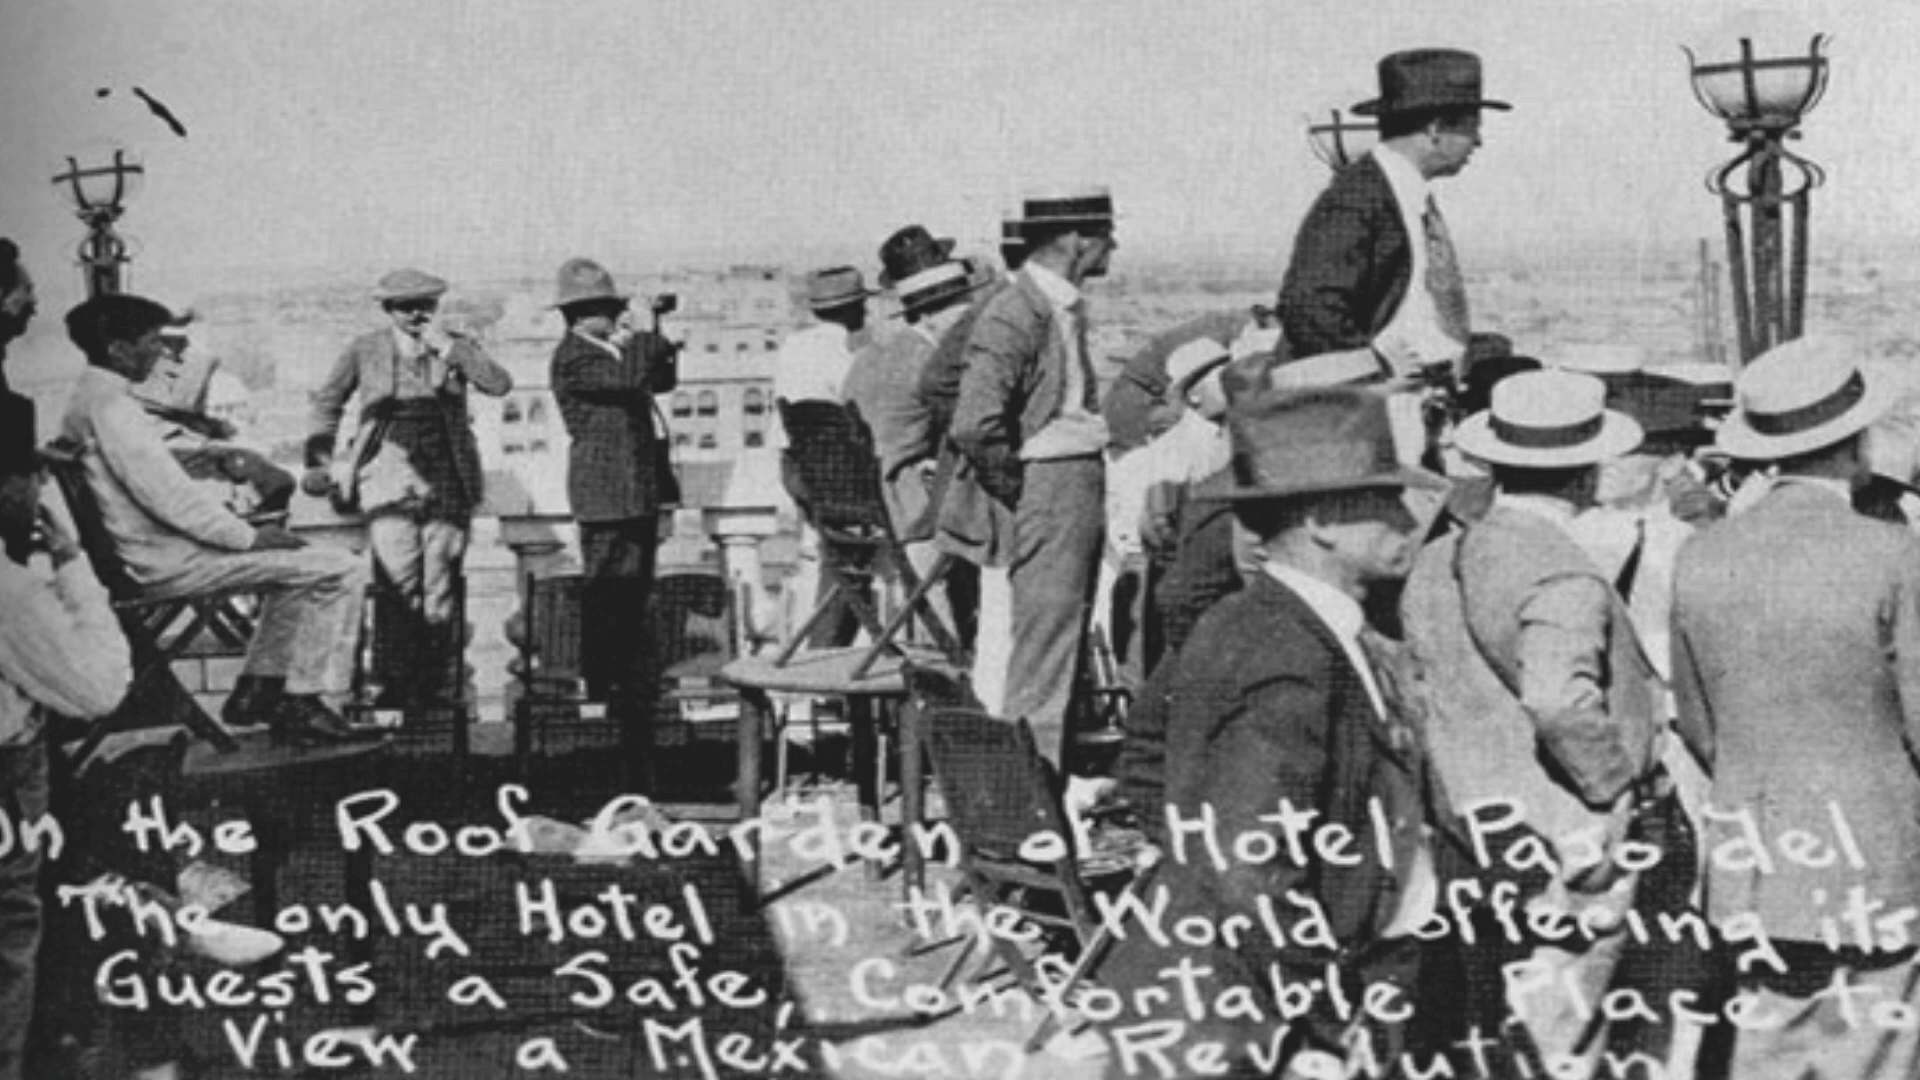 On the Roof Garden of Hotel Paso del
The only Hotel in the World offering its
Guests a Safe, Comfortable Place to
View a Mexican Revolution